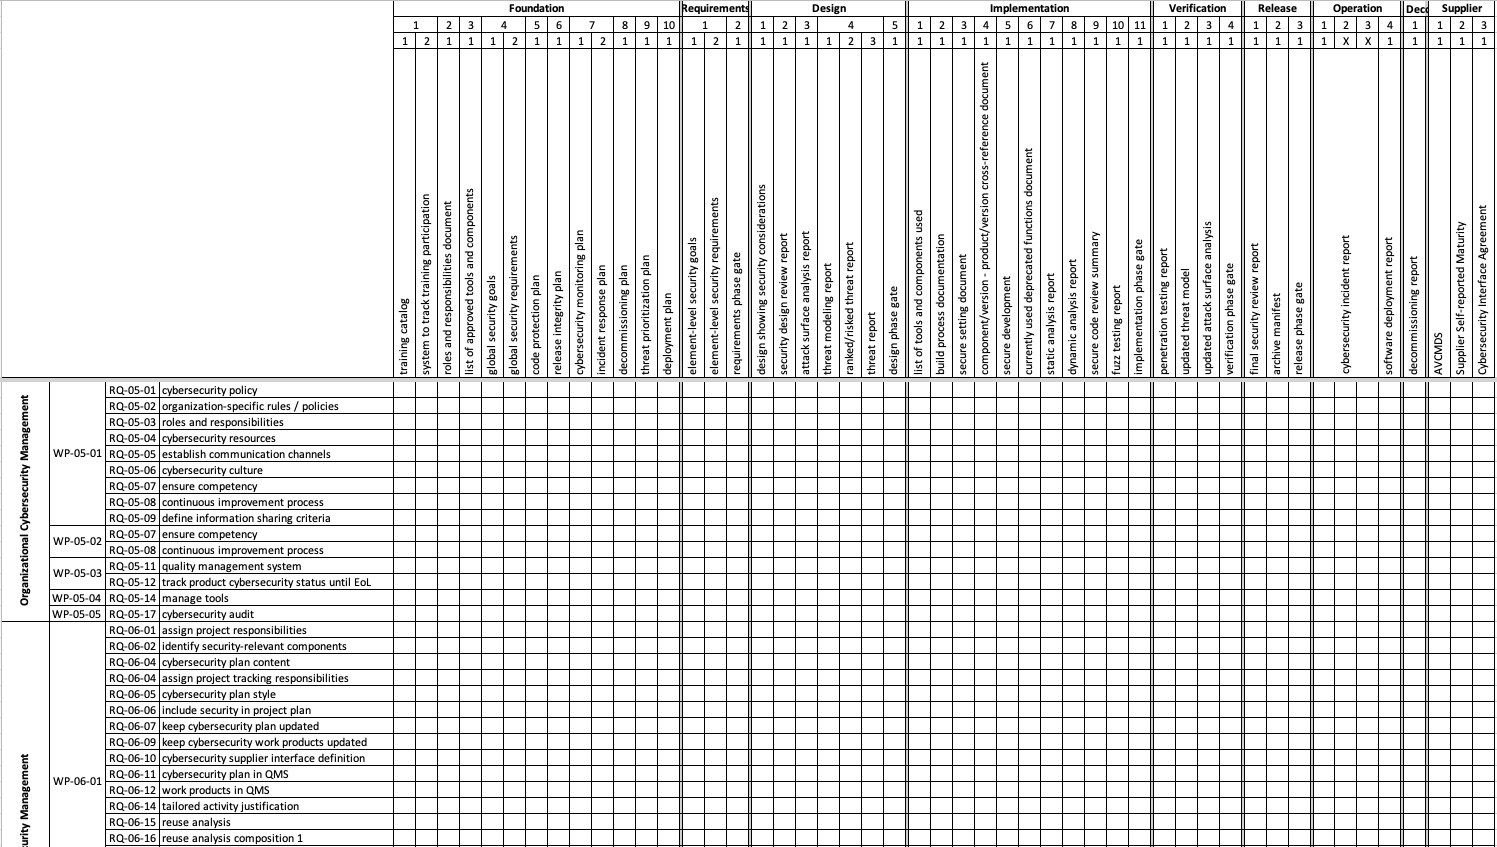 Foundation Requirements Design Implementation Verification Release Operation Dec Supplier
1 2 3 4 5 6 7 8 9 10 1 2 1 2 3 4 5 1 2 3 4 5 6 7 8 9 10 11 1 2 3 4 1 2 3 1 2 3 4 1 1 2 3
1 2 1 1 1 2 1 1 1 2 1 1 1 1 2 1 1 1 1 1 2 3 1 1 1 1 1 1 1 1 1 1 1 1 1 1 1 1 1 1 1 1 X X 1 1 1 1 1
training catalog
system to track training participation
roles and responsibilities document
list of approved tools and components
global security goals
global security requirements
code protection plan
release integrity plan
cybersecurity monitoring plan
incident response plan
decommissioning plan
threat prioritization plan
deployment plan
element-level security goals
element-level security requirements
requirements phase gate
design showing security considerations
security design review report
attack surface analysis report
threat modeling report
ranked/risked threat report
threat report
design phase gate
list of tools and components used
build process documentation
secure setting document
component/version - product/version cross-reference document
secure development
currently used deprecated functions document
static analysis report
dynamic analysis report
secure code review summary
fuzz testing report
implementation phase gate
penetration testing report
updated threat model
updated attack surface analysis
verification phase gate
final security review report
archive manifest
release phase gate
cybersecurity incident report
software deployment report
decommissioning report
AVCMDS
Supplier Self-reported Maturity
Cybersecurity Interface Agreement
Organizational Cybersecurity Management
WP-05-01
RQ-05-01 cybersecurity policy
RQ-05-02 organization-specific rules / policies
RQ-05-03 roles and responsibilities
RQ-05-04 cybersecurity resources
RQ-05-05 establish communication channels
RQ-05-06 cybersecurity culture
RQ-05-07 ensure competency
RQ-05-08 continuous improvement process
RQ-05-09 define information sharing criteria
WP-05-02
RQ-05-07 ensure competency
RQ-05-08 continuous improvement process
WP-05-03
RQ-05-11 quality management system
RQ-05-12 track product cybersecurity status until EoL
WP-05-04 RQ-05-14 manage tools
WP-05-05 RQ-05-17 cybersecurity audit
urity Management
WP-06-01
RQ-06-01 assign project responsibilities
RQ-06-02 identify security-relevant components
RQ-06-04 cybersecurity plan content
RQ-06-04 assign project tracking responsibilities
RQ-06-05 cybersecurity plan style
RQ-06-06 include security in project plan
RQ-06-07 keep cybersecurity plan updated
RQ-06-09 keep cybersecurity work products updated
RQ-06-10 cybersecurity supplier interface definition
RQ-06-11 cybersecurity plan in QMS
RQ-06-12 work products in QMS
RQ-06-14 tailored activity justification
RQ-06-15 reuse analysis
RQ-06-16 reuse analysis composition 1